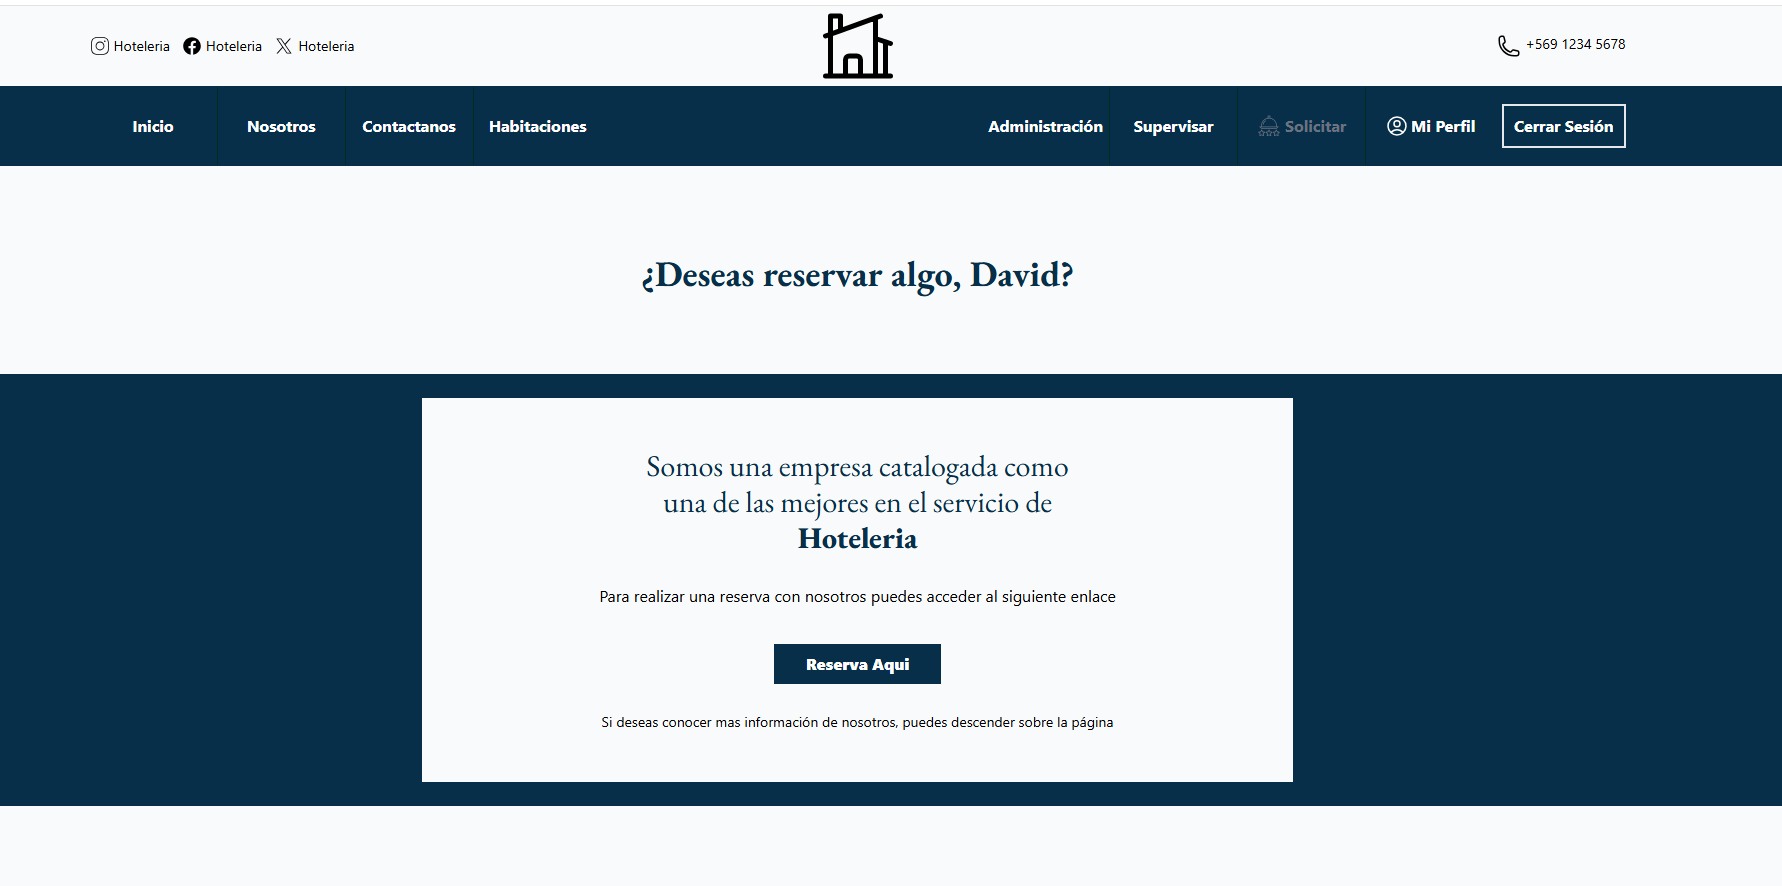 Hoteleria Hoteleria Hoteleria
+569 1234 5678
Inicio Nosotros Contactanos Habitaciones Administración Supervisar Solicitar Mi Perfil Cerrar Sesión
¿Deseas reservar algo, David?
Somos una empresa catalogada como
una de las mejores en el servicio de
Hoteleria
Para realizar una reserva con nosotros puedes acceder al siguiente enlace
Reserva Aqui
Si deseas conocer mas información de nosotros, puedes descender sobre la página